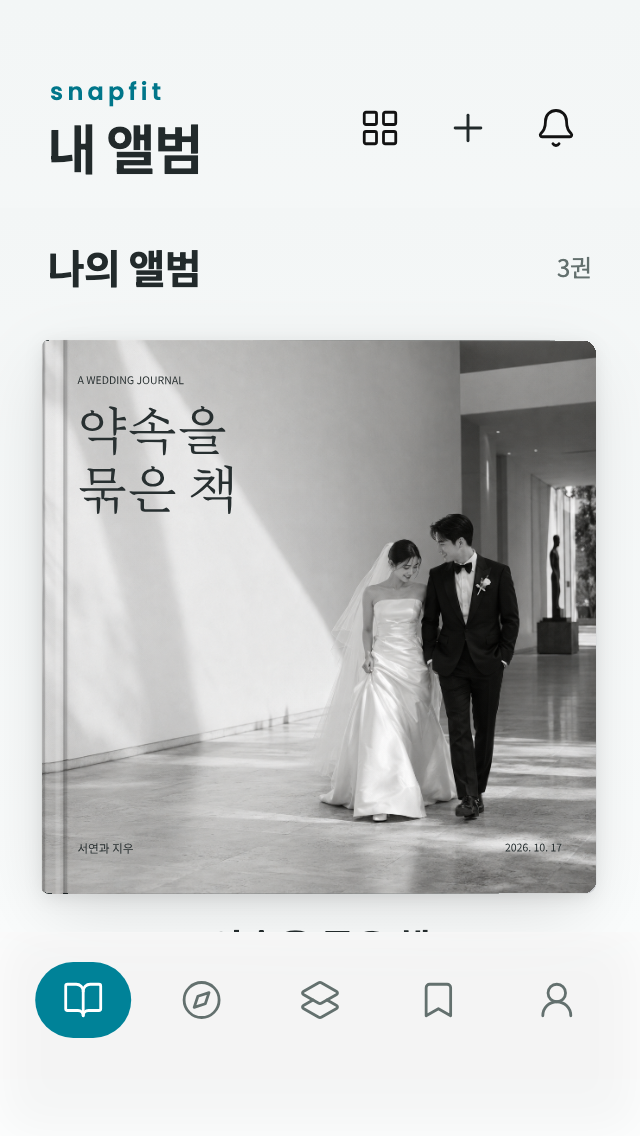 snapfit
내 앨범
나의 앨범
3권
A WEDDING JOURNAL
약속을
묶은 책
서연과 지우
2026. 10. 17